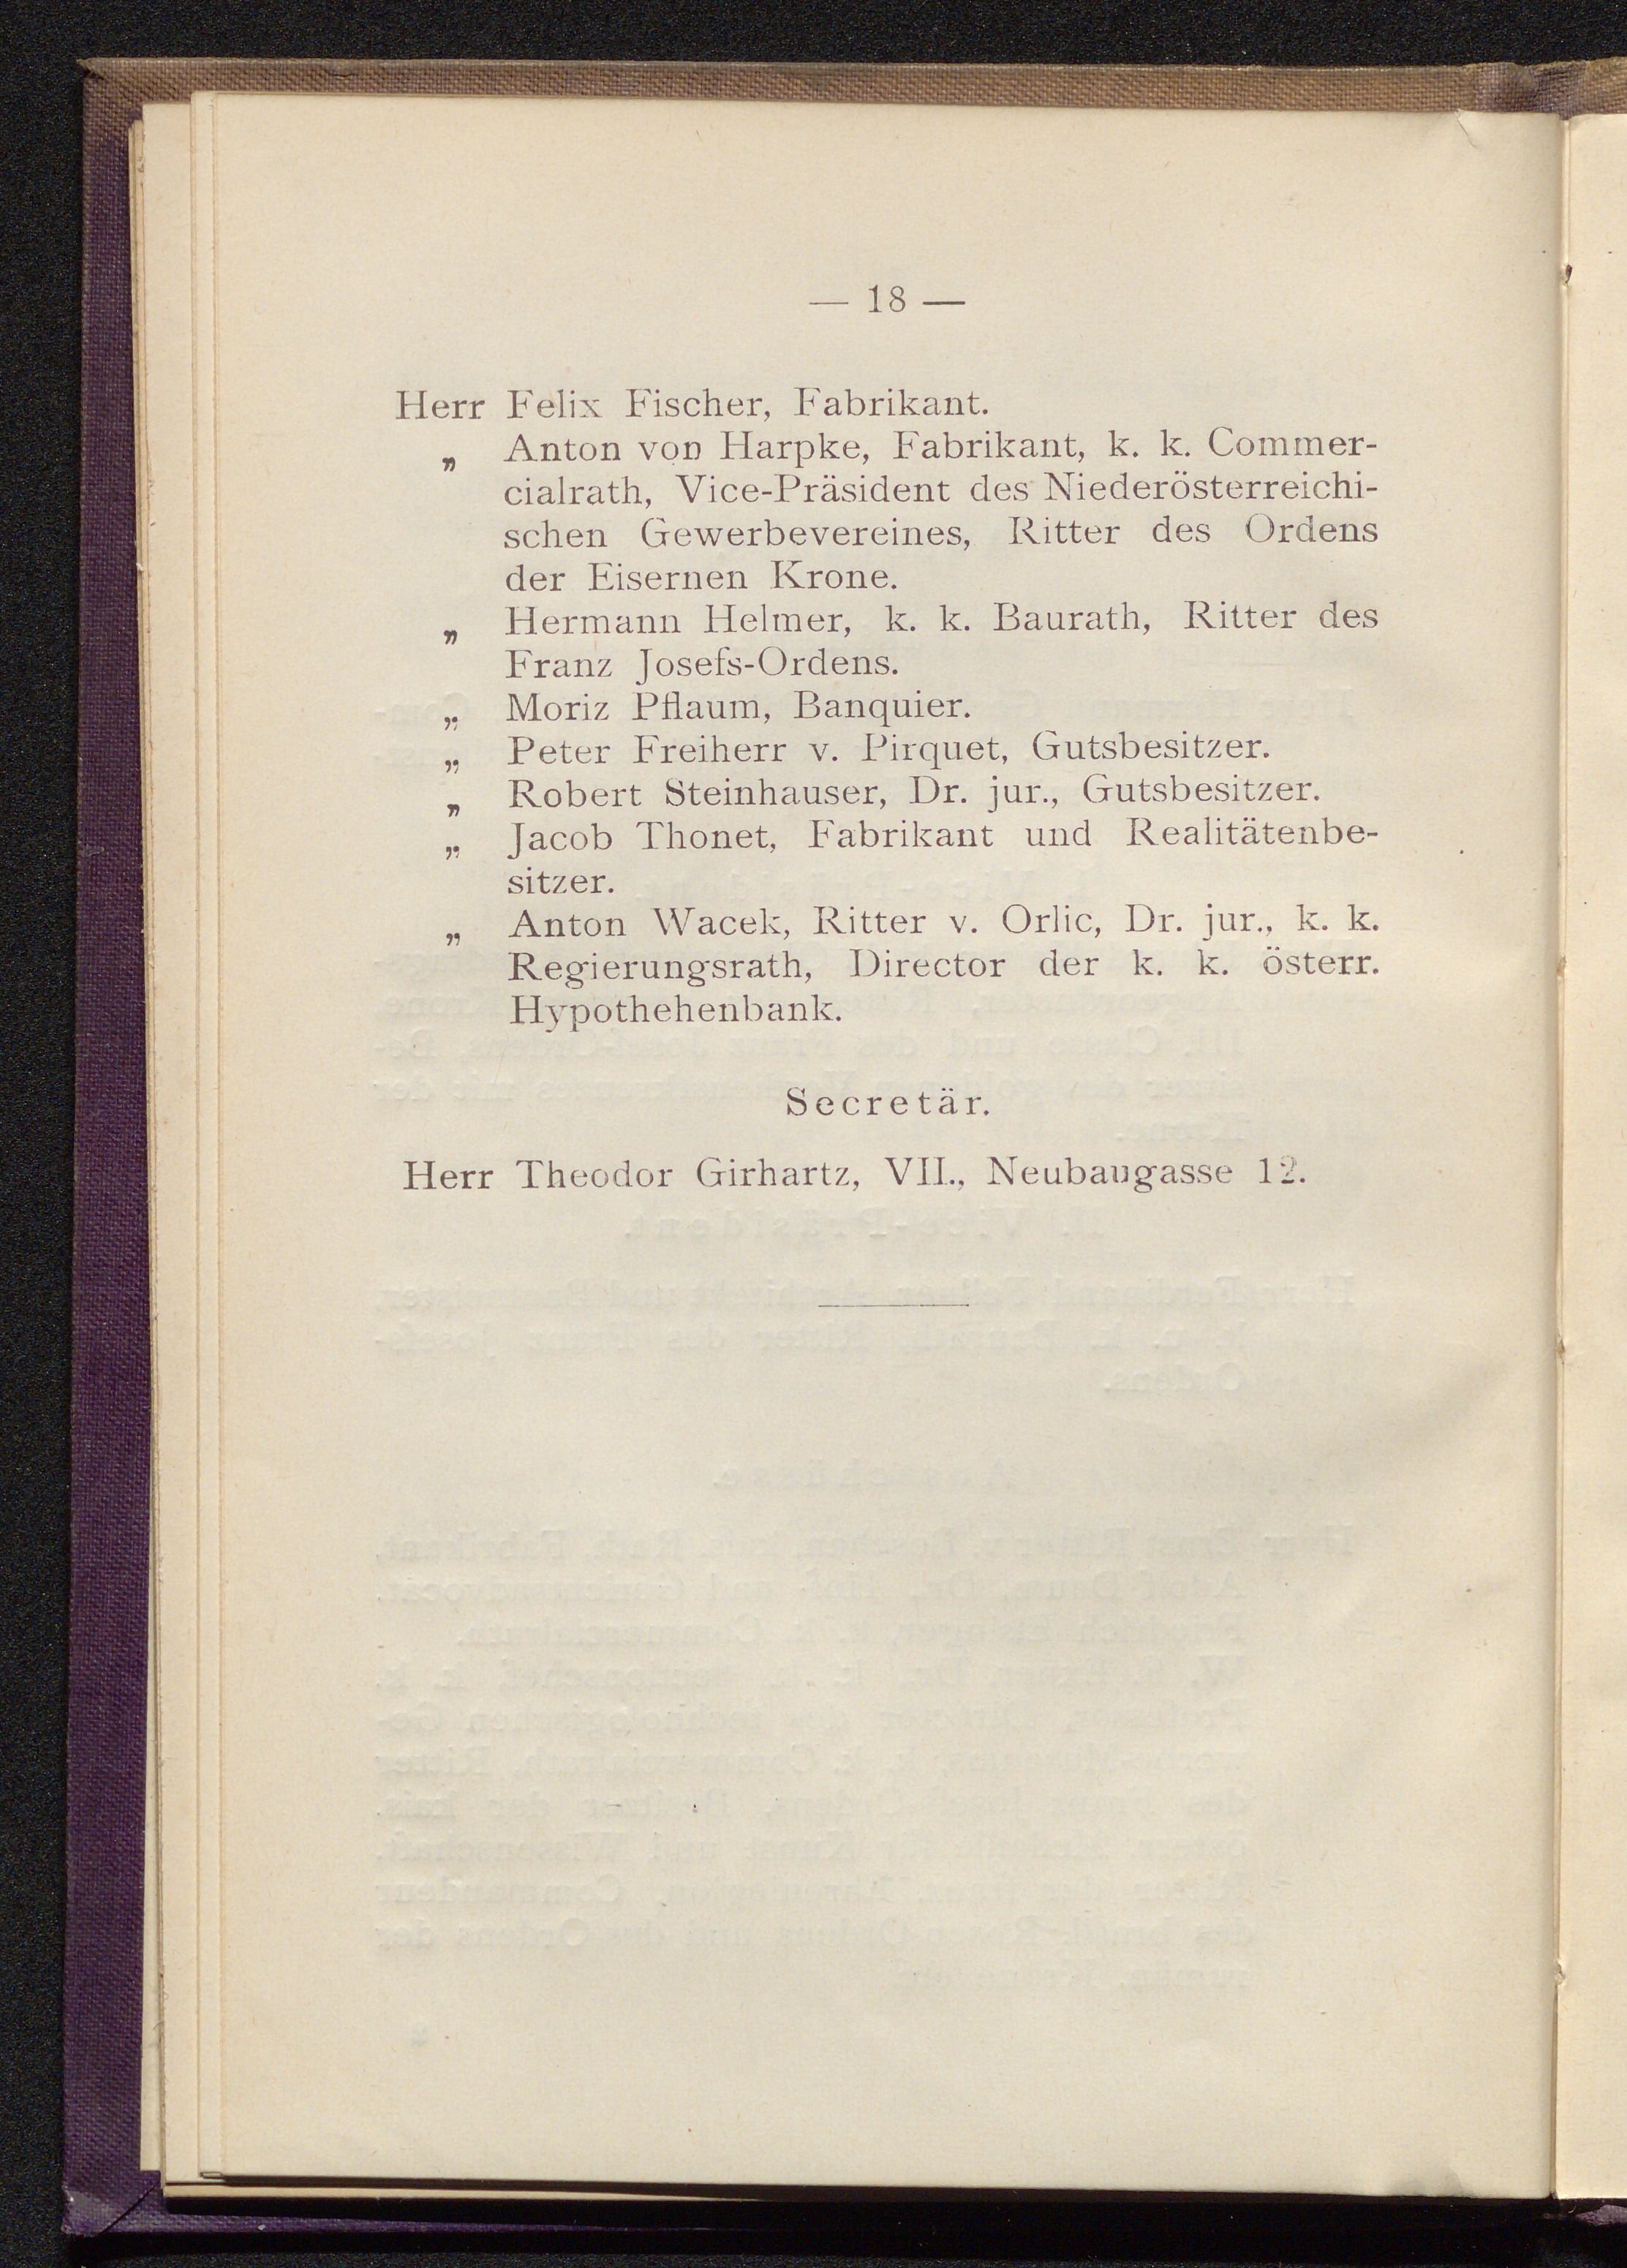 — 18 —
Herr Felix Fischer, Fabrikant.
„ Anton von Harpke, Fabrikant, k. k. Commer-
cialrath, Vice-Präsident des Niederösterreichi-
schen Gewerbevereines, Ritter des Ordens
der Eisernen Krone.
„ Hermann Helmer, k. k. Baurath, Ritter des
Franz Josefs-Ordens.
„ Moriz Pflaum, Banquier.
„ Peter Freiherr v. Pirquet, Gutsbesitzer.
„ Robert Steinhauser, Dr. jur., Gutsbesitzer.
„ Jacob Thonet, Fabrikant und Realitätenbe-
sitzer.
„ Anton Wacek, Ritter v. Orlic, Dr. jur., k. k.
Regierungsrath, Director der k. k. österr.
Hypothehenbank.
Secretär.
Herr Theodor Girhartz, VII., Neubaugasse 12.